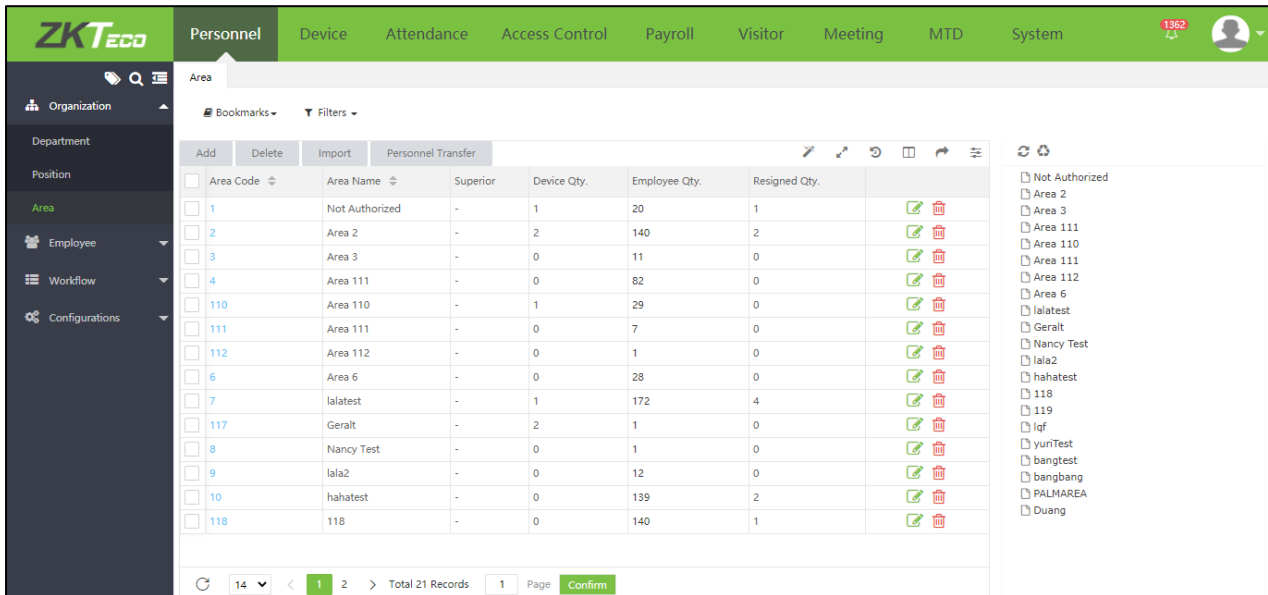 ZKTeco Personnel Device Attendance Access Control Payroll Visitor Meeting MTD System 1362
Area
Organization
Department
Position
Area
Employee
Workflow
Configurations
Bookmarks Filters
Add Delete Import Personnel Transfer
Area Code Area Name Superior Device Qty. Employee Qty. Resigned Qty.
1 Not Authorized - 1 20 1
2 Area 2 - 2 140 2
3 Area 3 - 0 11 0
4 Area 111 - 0 82 0
110 Area 110 - 1 29 0
111 Area 111 - 0 7 0
112 Area 112 - 0 1 0
6 Area 6 - 0 28 0
7 lalatest - 1 172 4
117 Geralt - 2 1 0
8 Nancy Test - 0 1 0
9 lala2 - 0 12 0
10 hahatest - 0 139 2
118 118 - 0 140 1
14 < 1 2 > Total 21 Records 1 Page Confirm
Not Authorized
Area 2
Area 3
Area 111
Area 110
Area 111
Area 112
Area 6
lalatest
Geralt
Nancy Test
lala2
hahatest
118
119
lqf
yuriTest
bangtest
bangbang
PALMAREA
Duang